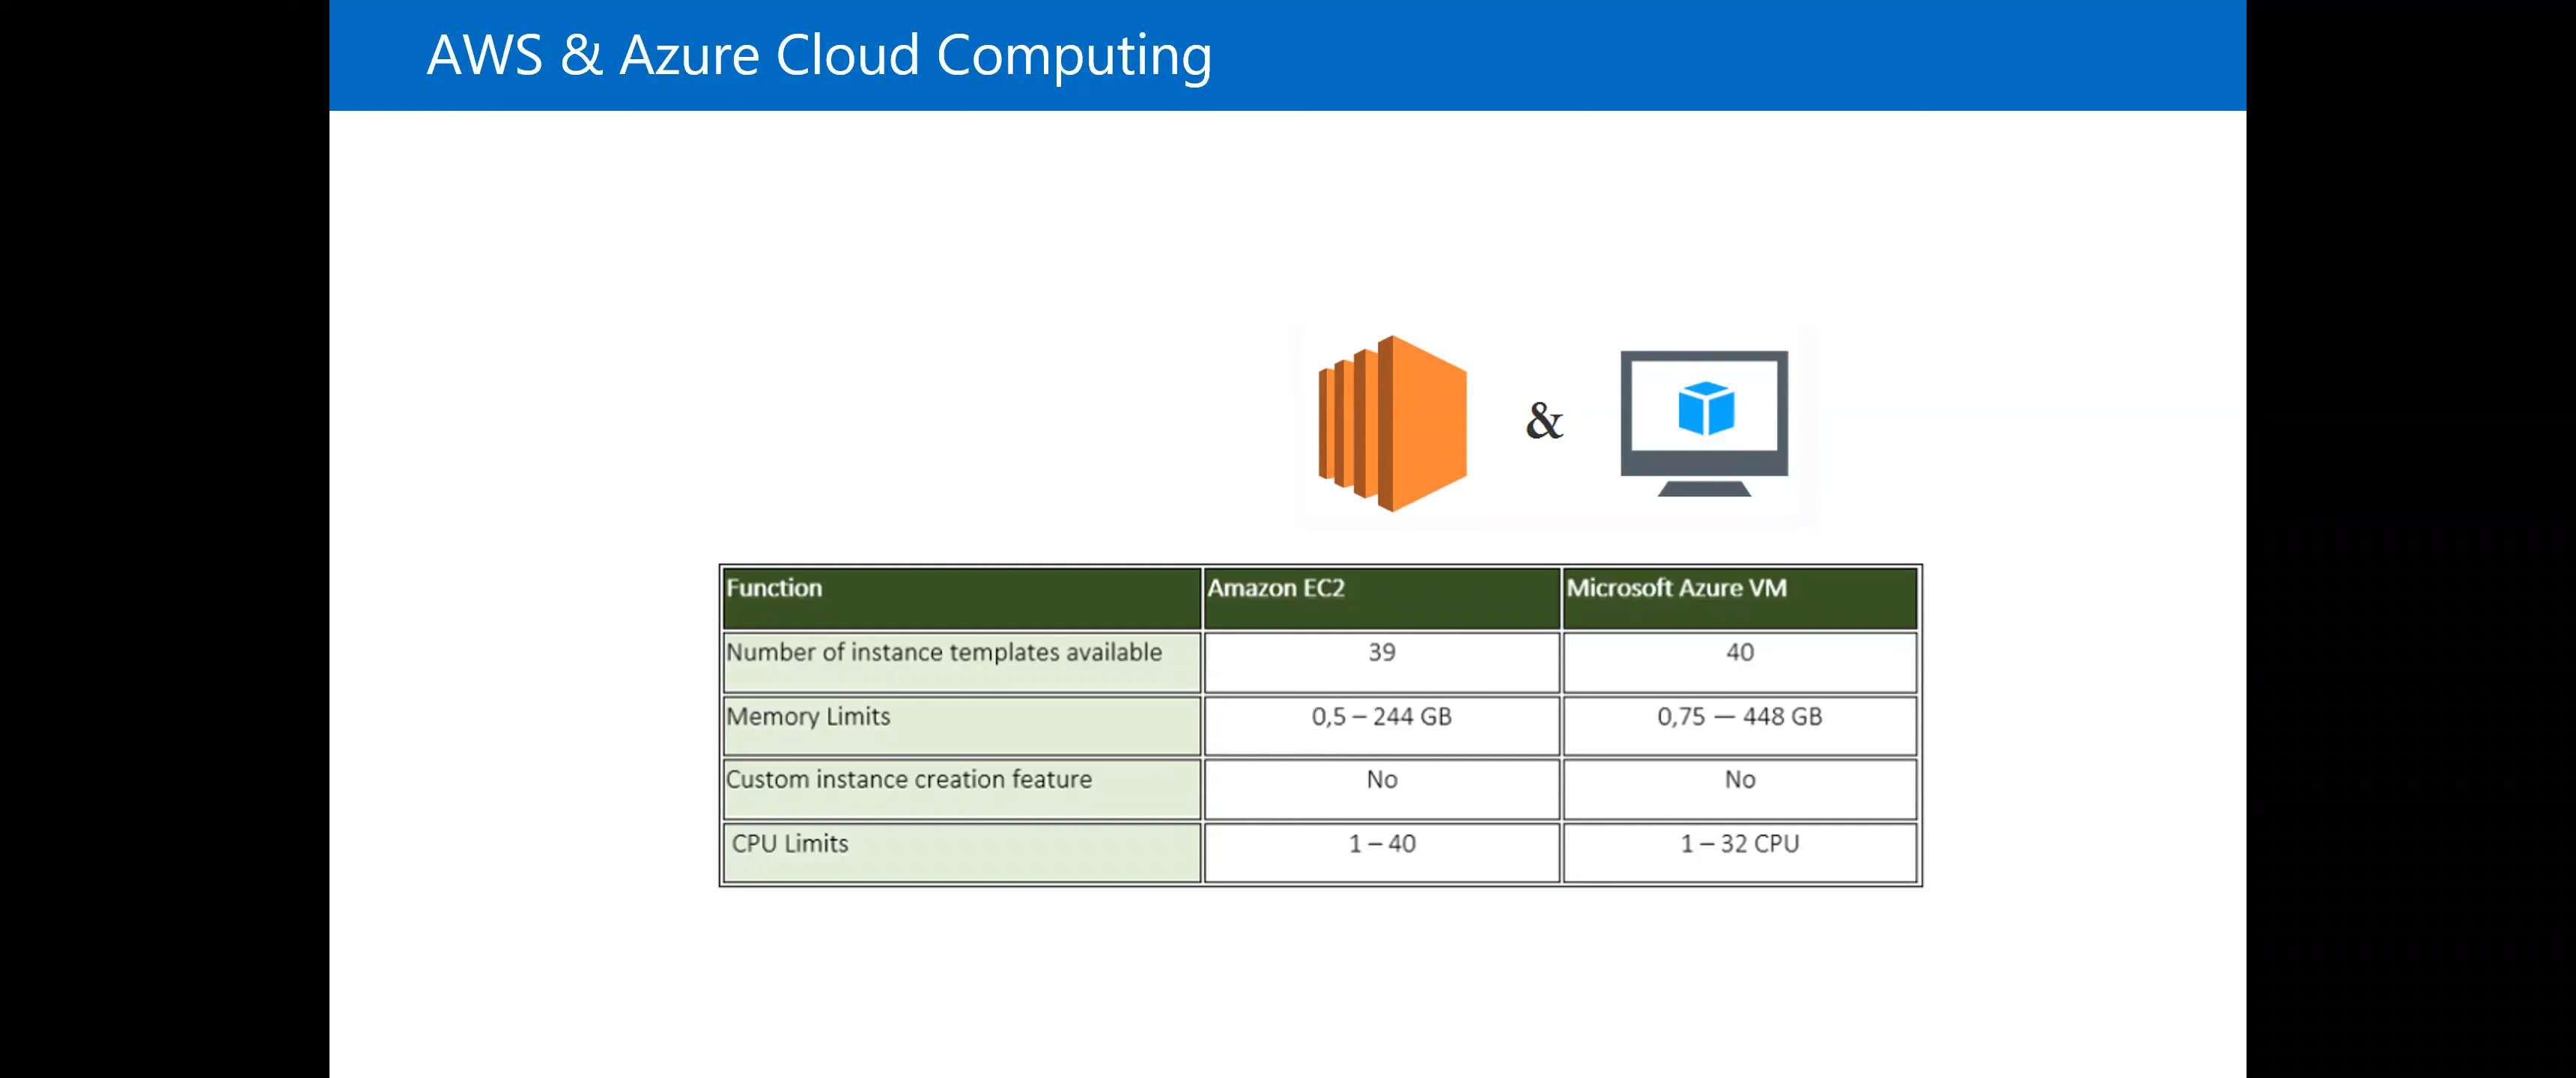 AWS & Azure Cloud Computing
&
Function Amazon EC2 Microsoft Azure VM
Number of instance templates available 39 40
Memory Limits 0,5 – 244 GB 0,75 — 448 GB
Custom instance creation feature No No
CPU Limits 1 – 40 1 – 32 CPU